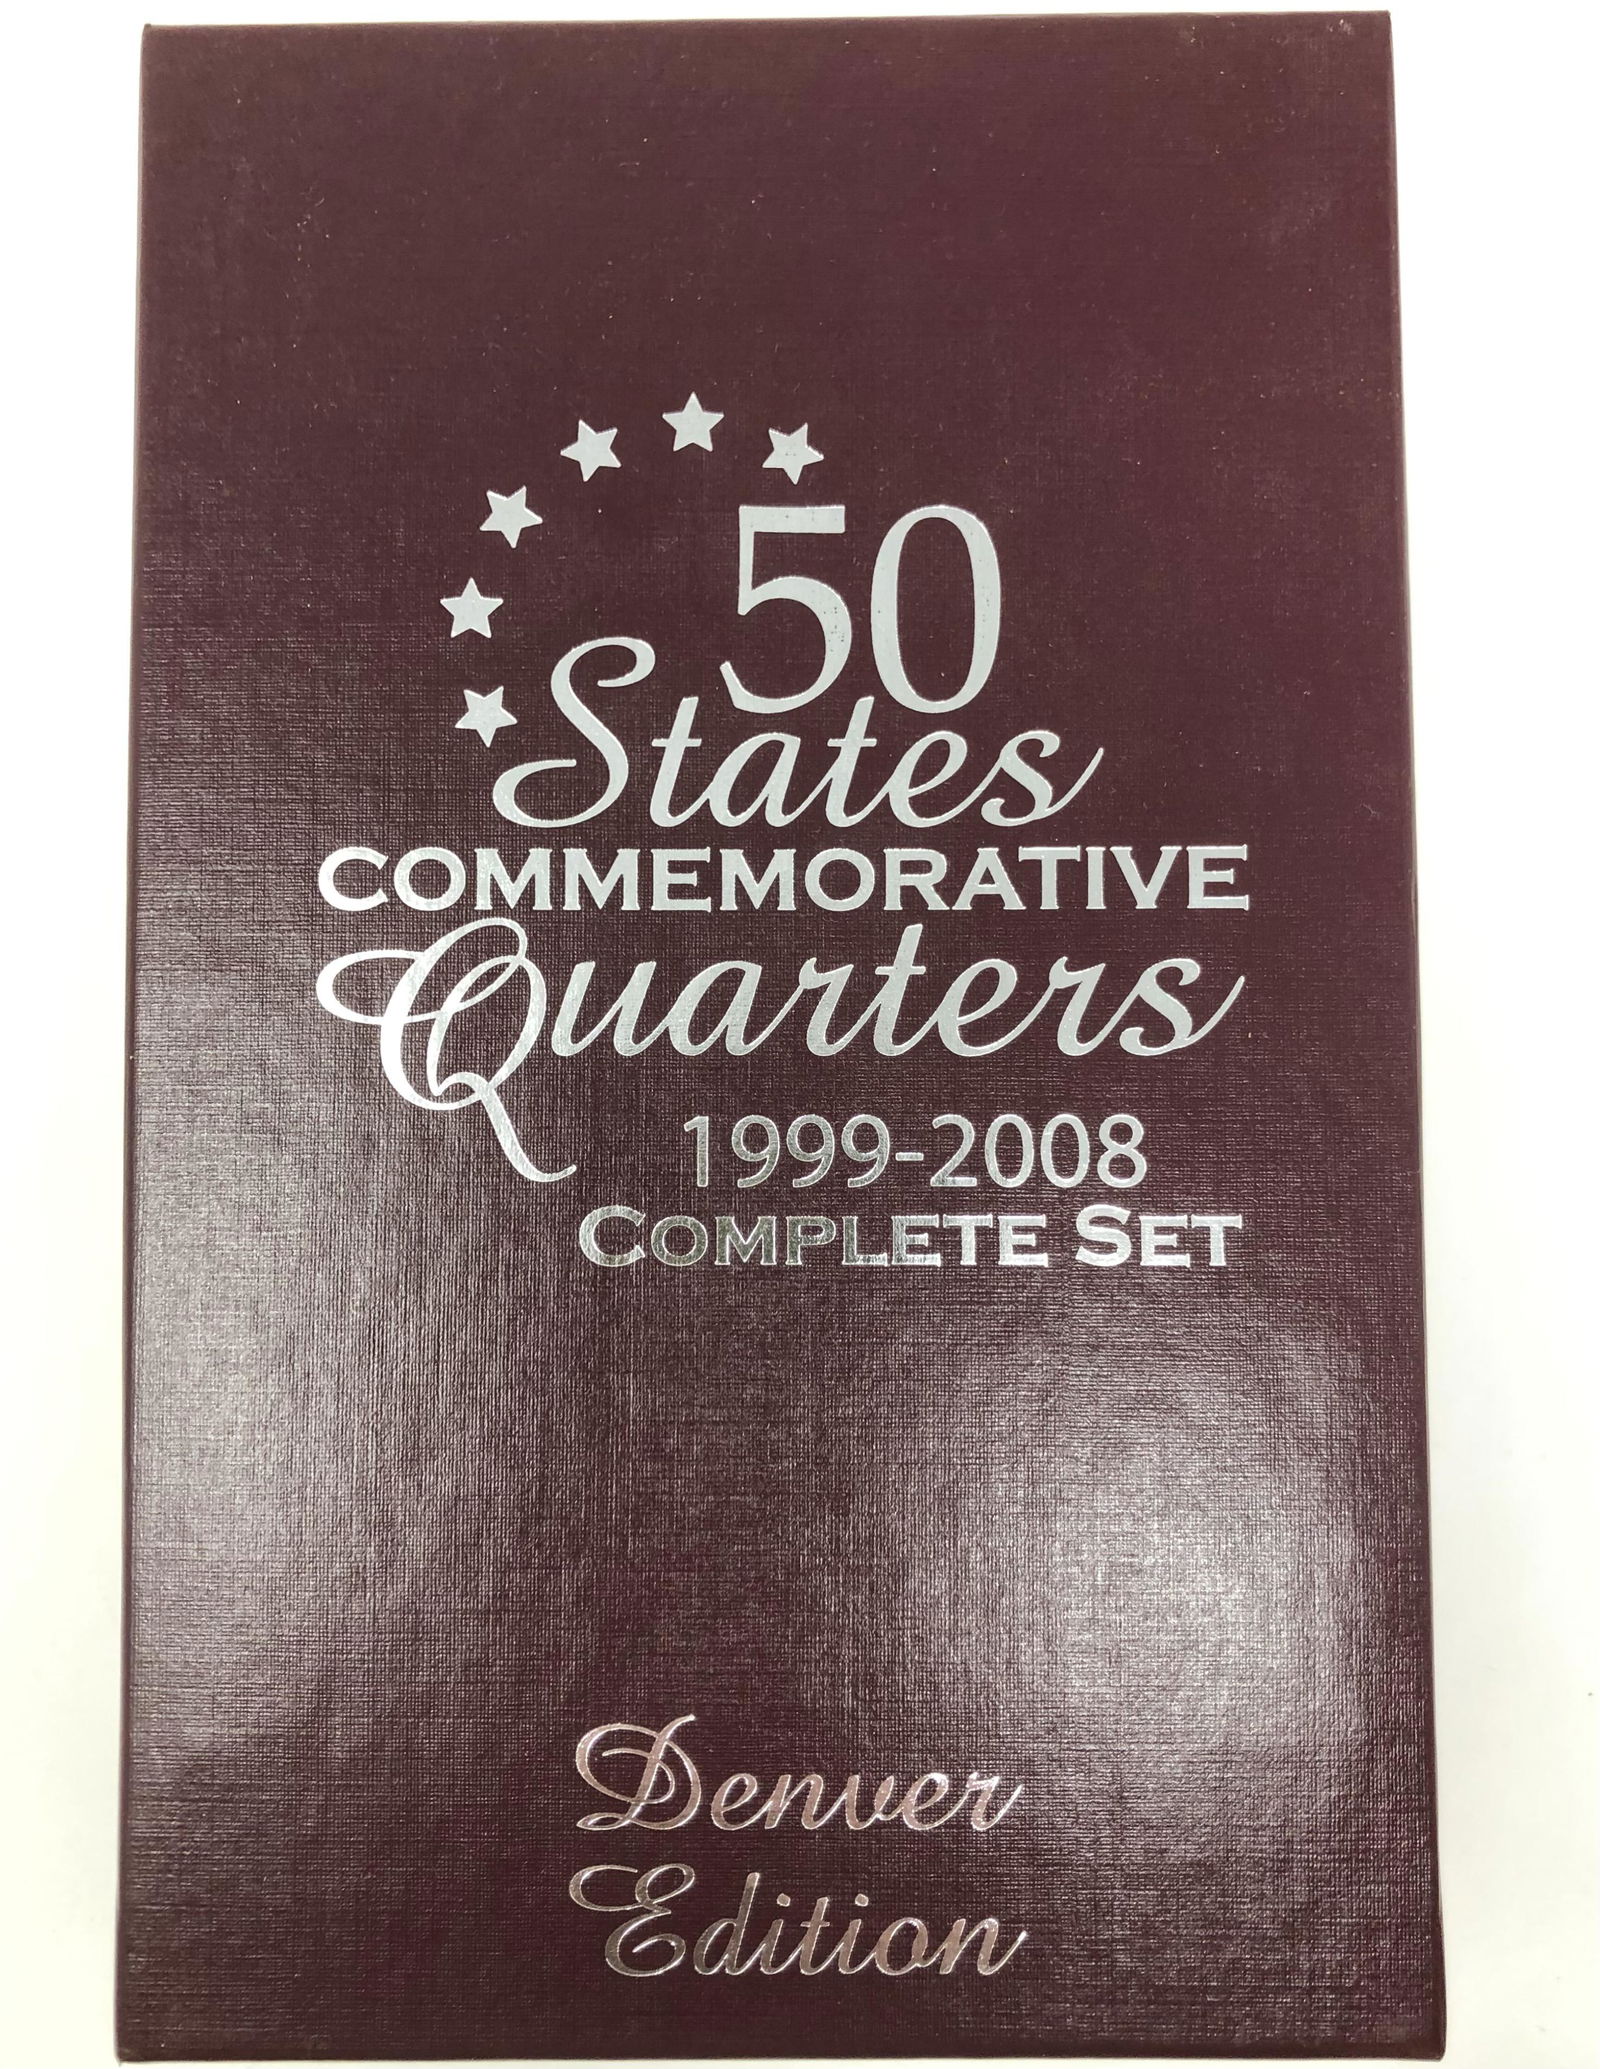 50
States
COMMEMORATIVE
Quarters
1999-2008
COMPLETE SET
Denver
Edition